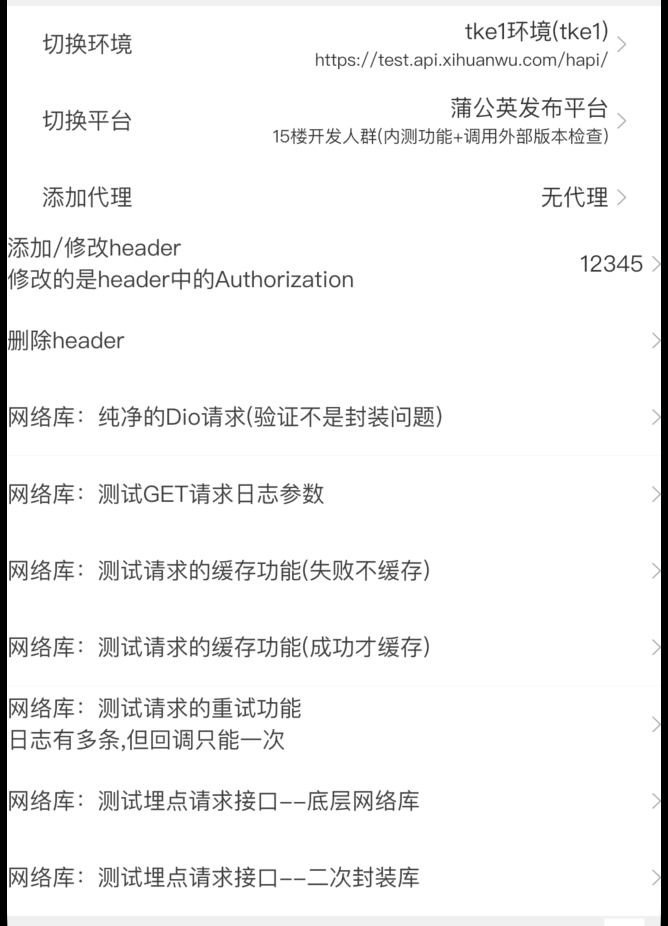 切换环境
tke1环境(tke1)
https://test.api.xihuanwu.com/hapi/
切换平台
蒲公英发布平台
15楼开发人群(内测功能+调用外部版本检查)
添加代理
无代理
添加/修改header
修改的是header中的Authorization
12345
删除header
网络库：纯净的Dio请求(验证不是封装问题)
网络库：测试GET请求日志参数
网络库：测试请求的缓存功能(失败不缓存)
网络库：测试请求的缓存功能(成功才缓存)
网络库：测试请求的重试功能
日志有多条,但回调只能一次
网络库：测试埋点请求接口--底层网络库
网络库：测试埋点请求接口--二次封装库